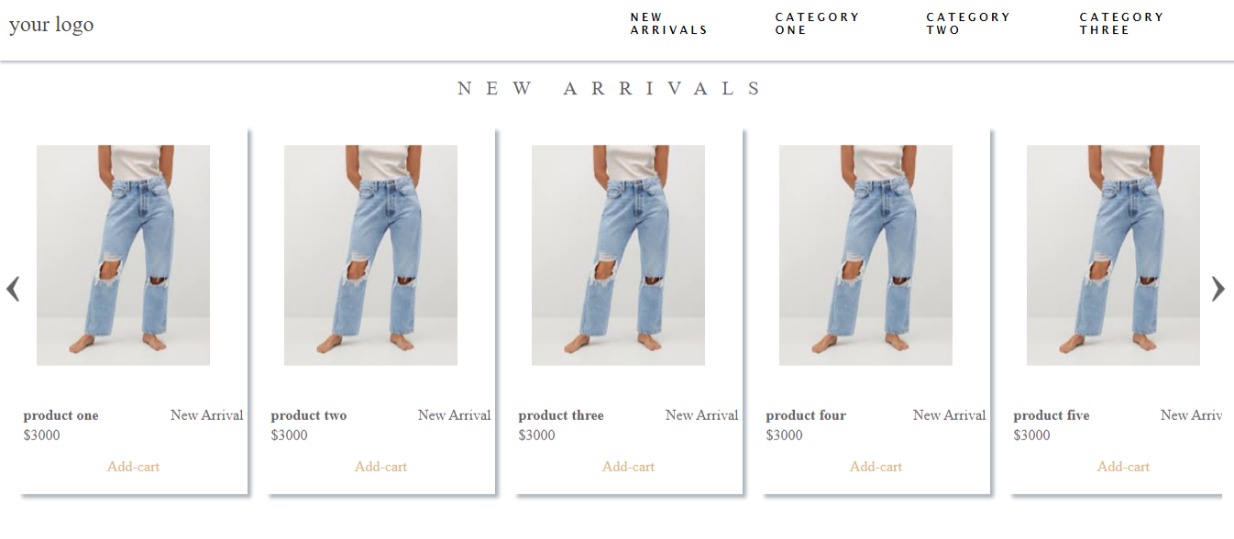 your logo
NEW ARRIVALS
CATEGORY ONE
CATEGORY TWO
CATEGORY THREE
NEW ARRIVALS
product one New Arrival
$3000
Add-cart
product two New Arrival
$3000
Add-cart
product three New Arrival
$3000
Add-cart
product four New Arrival
$3000
Add-cart
product five New Arriv
$3000
Add-cart